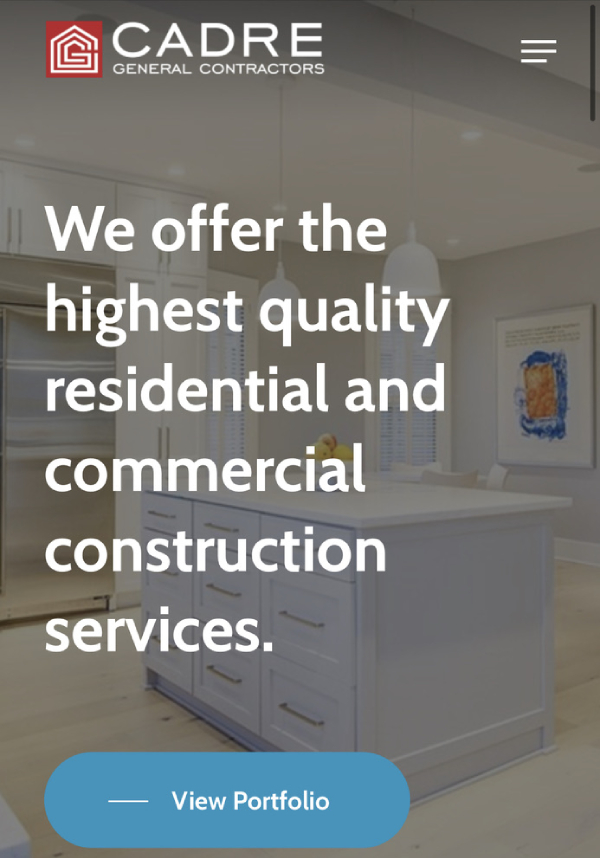 CADRE
GENERAL CONTRACTORS
We offer the
highest quality
residential and
commercial
construction
services.
View Portfolio